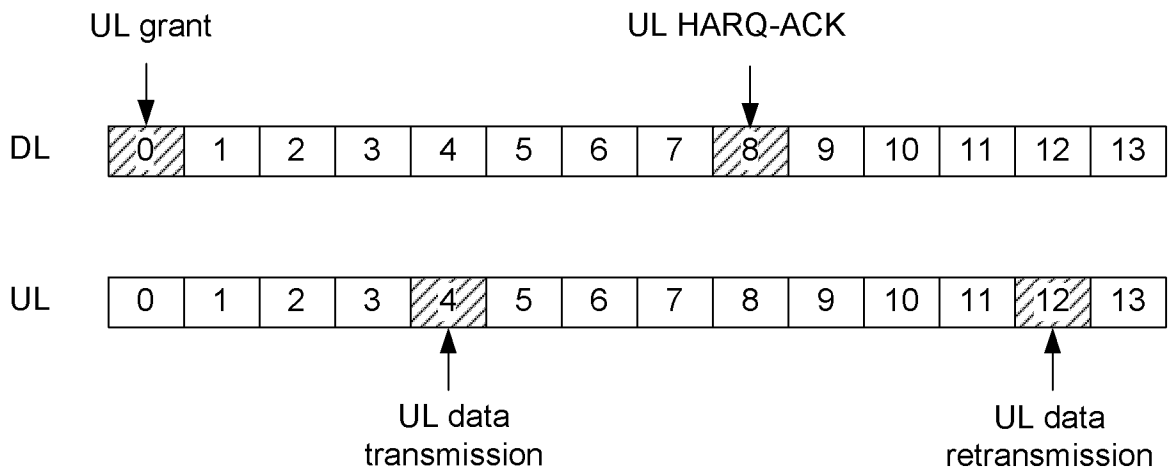 UL grant
UL HARQ-ACK
DL 0 1 2 3 4 5 6 7 8 9 10 11 12 13
UL 0 1 2 3 4 5 6 7 8 9 10 11 12 13
UL data
transmission
UL data
retransmission